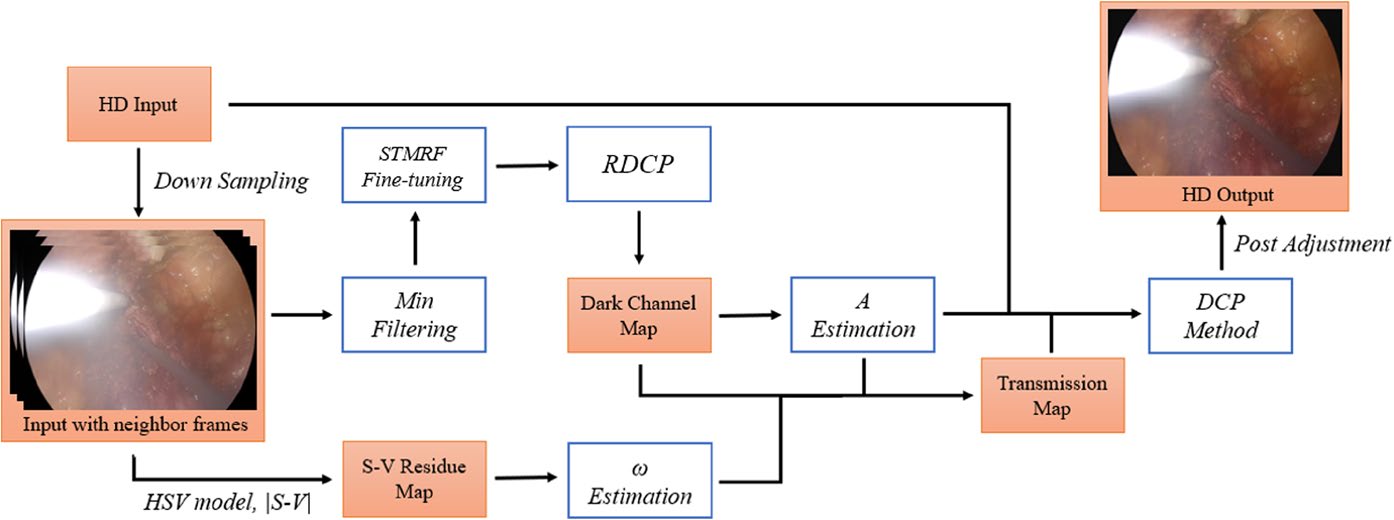 HD Input
Down Sampling
STMRF
Fine-tuning
RDCP
HD Output
Post Adjustment
Input with neighbor frames
Min
Filtering
Dark Channel
Map
A
Estimation
DCP
Method
Transmission
Map
HSV model, |S-V|
S-V Residue
Map
ω
Estimation